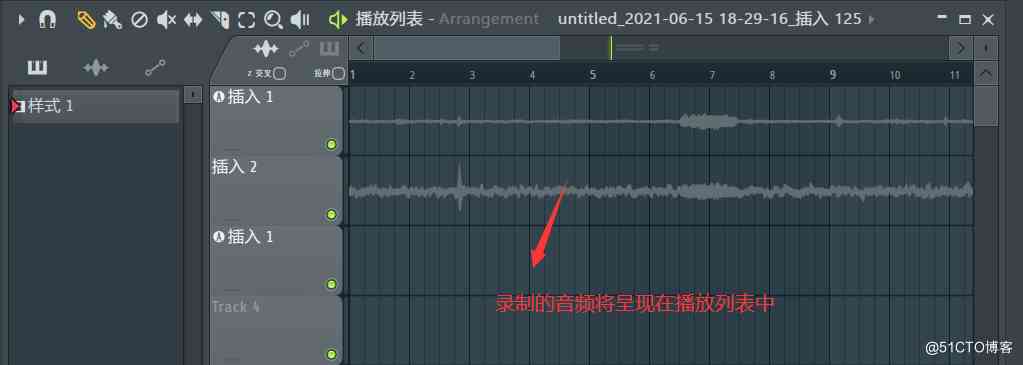 播放列表 - Arrangement untitled_2021-06-15 18-29-16_插入 125
z 交叉 拉伸
1 2 3 4 5 6 7 8 9 10 11
样式 1
插入 1
插入 2
插入 1
Track 4
录制的音频将呈现在播放列表中
@51CTO博客